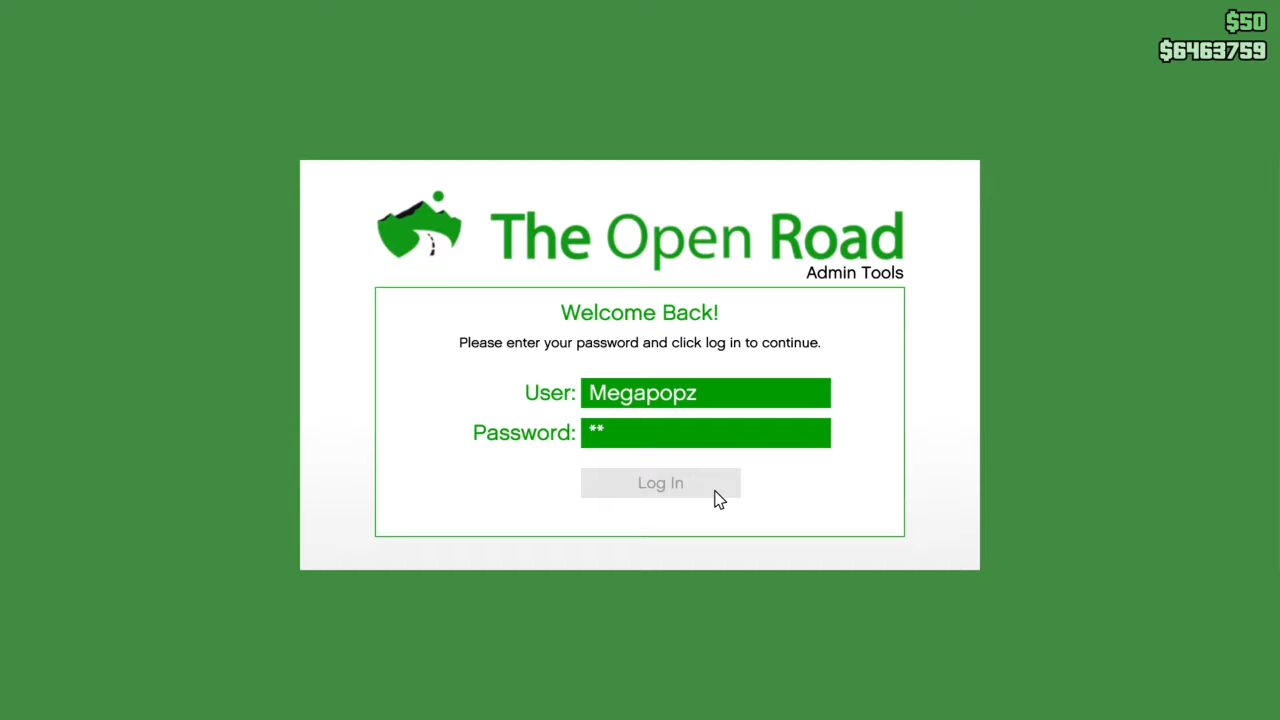 $50
$6463759
The Open Road
Admin Tools
Welcome Back!
Please enter your password and click log in to continue.
User: Megapopz
Password: **
Log In